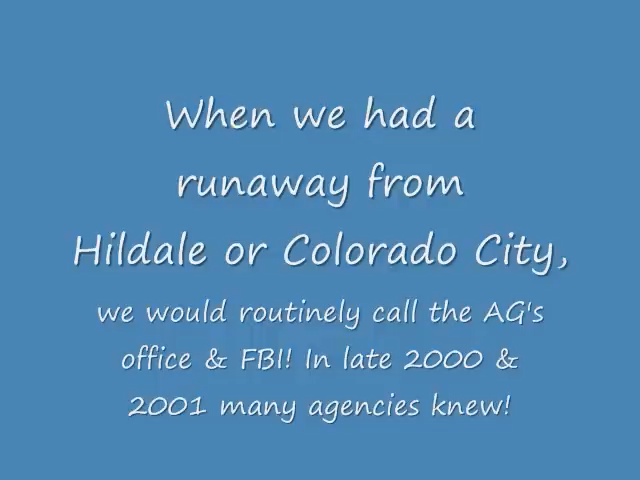 When we had a
runaway from
Hildale or Colorado City,
we would routinely call the AG's
office & FBI! In late 2000 &
2001 many agencies knew!